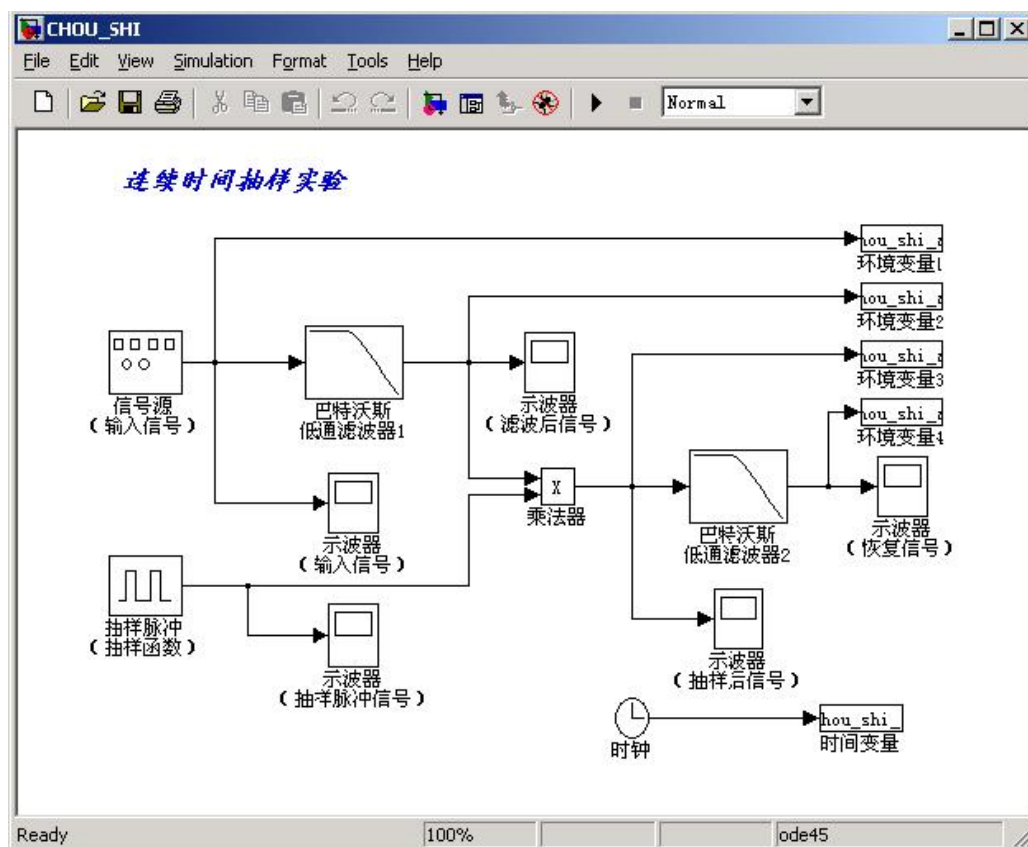 CHOU_SHI
File Edit View Simulation Format Tools Help
Normal
连续时间抽样实验
hou_shi_
环境变量1
hou_shi_
环境变量2
hou_shi_
环境变量3
hou_shi_
环境变量4
信号源
(输入信号)
巴特沃斯
低通滤波器1
示波器
(滤波后信号)
X
乘法器
示波器
(输入信号)
巴特沃斯
低通滤波器2
示波器
(恢复信号)
抽样脉冲
(抽样函数)
示波器
(抽样脉冲信号)
示波器
(抽样后信号)
时钟
hou_shi_
时间变量
Ready 100% ode45